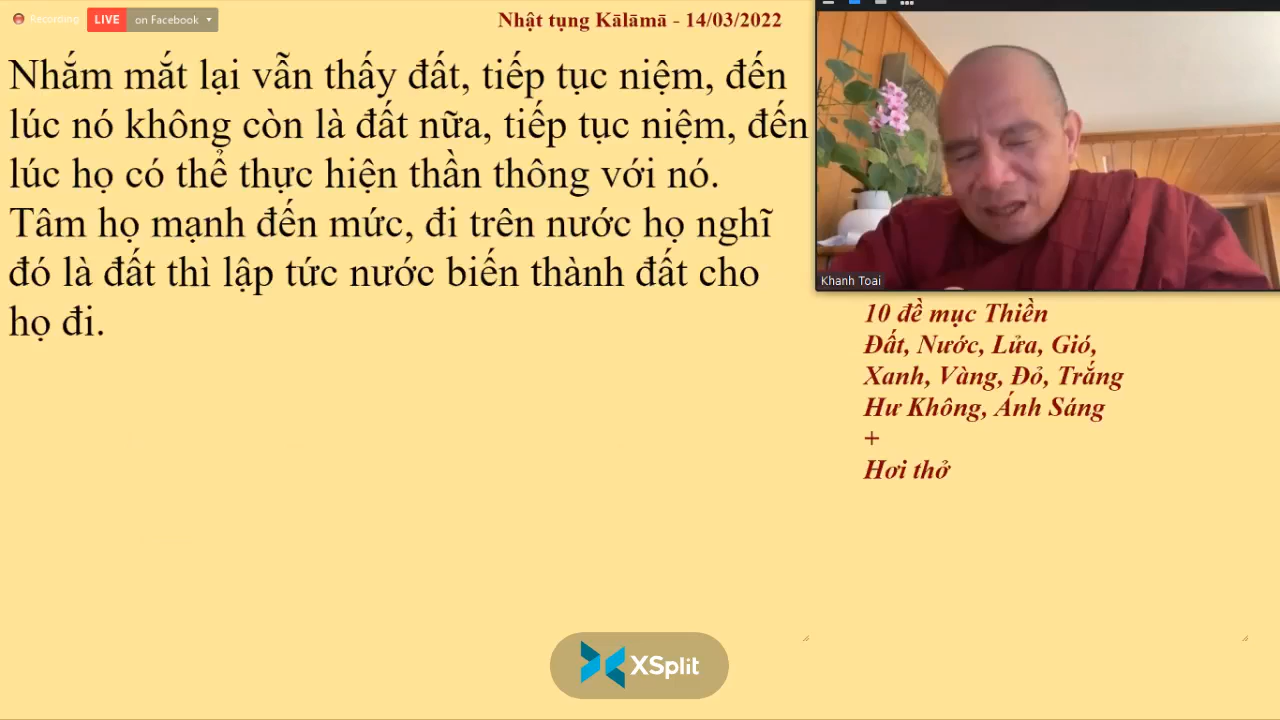 Recording
LIVE on Facebook
Nhật tụng Kālāmā - 14/03/2022
Nhắm mắt lại vẫn thấy đất, tiếp tục niệm, đến
lúc nó không còn là đất nữa, tiếp tục niệm, đến
lúc họ có thể thực hiện thần thông với nó.
Tâm họ mạnh đến mức, đi trên nước họ nghĩ
đó là đất thì lập tức nước biến thành đất cho
họ đi.
Khanh Toai
10 đề mục Thiền
Đất, Nước, Lửa, Gió,
Xanh, Vàng, Đỏ, Trắng
Hư Không, Ánh Sáng
+
Hơi thở
XSplit